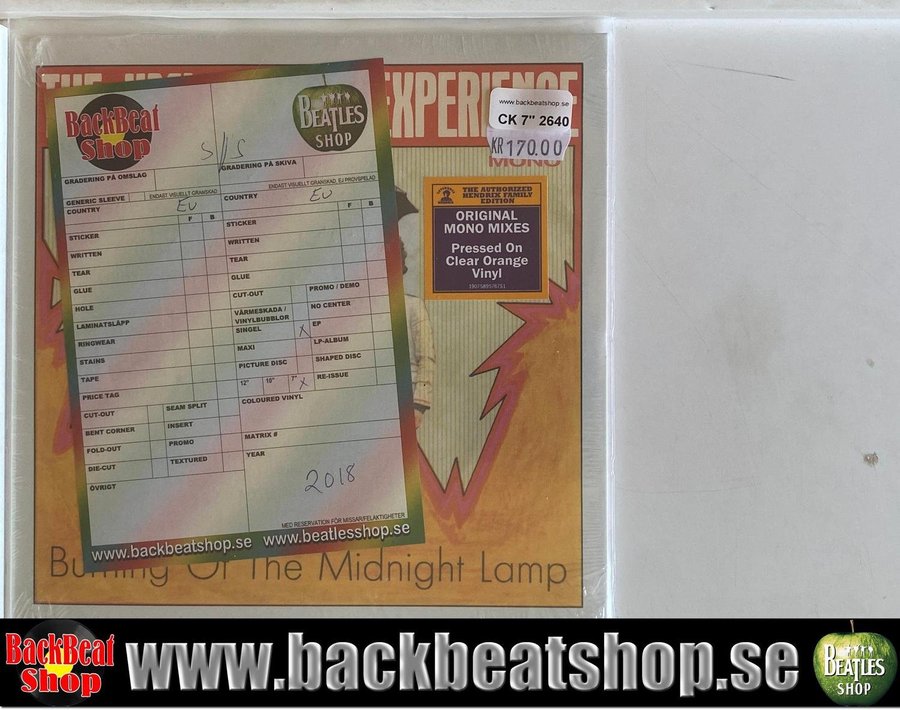 THE
EXPERIENCE
MONO
www.backbeatshop.se
CK 7" 2640
KR170.00
THE AUTHORIZED
HENDRIX FAMILY
EDITION
ORIGINAL
MONO MIXES
Pressed On
Clear Orange
Vinyl
BackBeat
Shop
BEATLES
SHOP
S/S
GRADERING PÅ OMSLAG
GRADERING PÅ SKIVA
ENDAST VISUELLT GRANSKAD
ENDAST VISUELLT GRANSKAD, EJ PROVSPELAD
GENERIC SLEEVE
COUNTRY
EU
F B
STICKER
WRITTEN
TEAR
GLUE
HOLE
LAMINATSLÄPP
RINGWEAR
STAINS
TAPE
PRICE TAG
CUT-OUT
SEAM SPLIT
BENT CORNER
INSERT
FOLD-OUT
PROMO
DIE-CUT
TEXTURED
ÖVRIGT
COUNTRY
EU
F B
STICKER
WRITTEN
TEAR
GLUE
CUT-OUT
PROMO / DEMO
VÄRMESKADA /
VINYLBUBBLOR
NO CENTER
SINGEL X
EP
MAXI
LP-ALBUM
PICTURE DISC
SHAPED DISC
12" 10" 7" X
RE-ISSUE
COLOURED VINYL
MATRIX #
YEAR
2018
MED RESERVATION FÖR MISSAR/FELAKTIGHETER
www.backbeatshop.se www.beatlesshop.se
Burning Of The Midnight Lamp
BackBeat
Shop
www.backbeatshop.se
BEATLES
SHOP